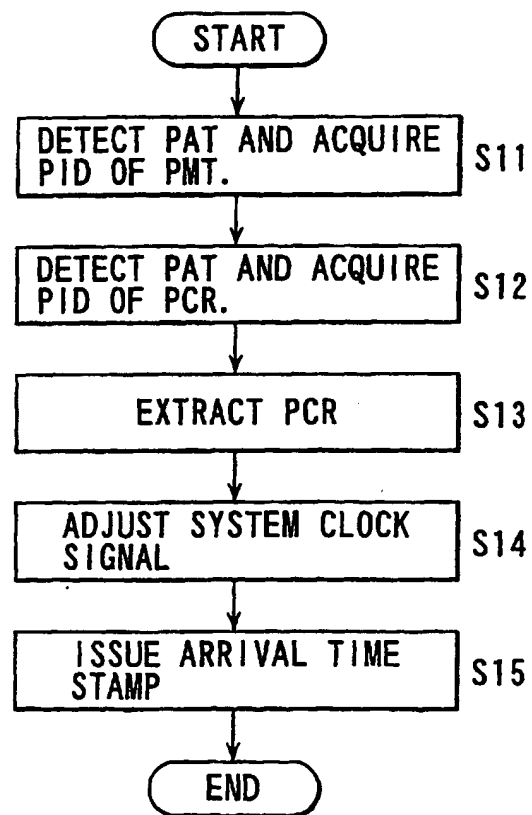 START
DETECT PAT AND ACQUIRE
PID OF PMT.
S11
DETECT PAT AND ACQUIRE
PID OF PCR.
S12
EXTRACT PCR
S13
ADJUST SYSTEM CLOCK
SIGNAL
S14
ISSUE ARRIVAL TIME
STAMP
S15
END